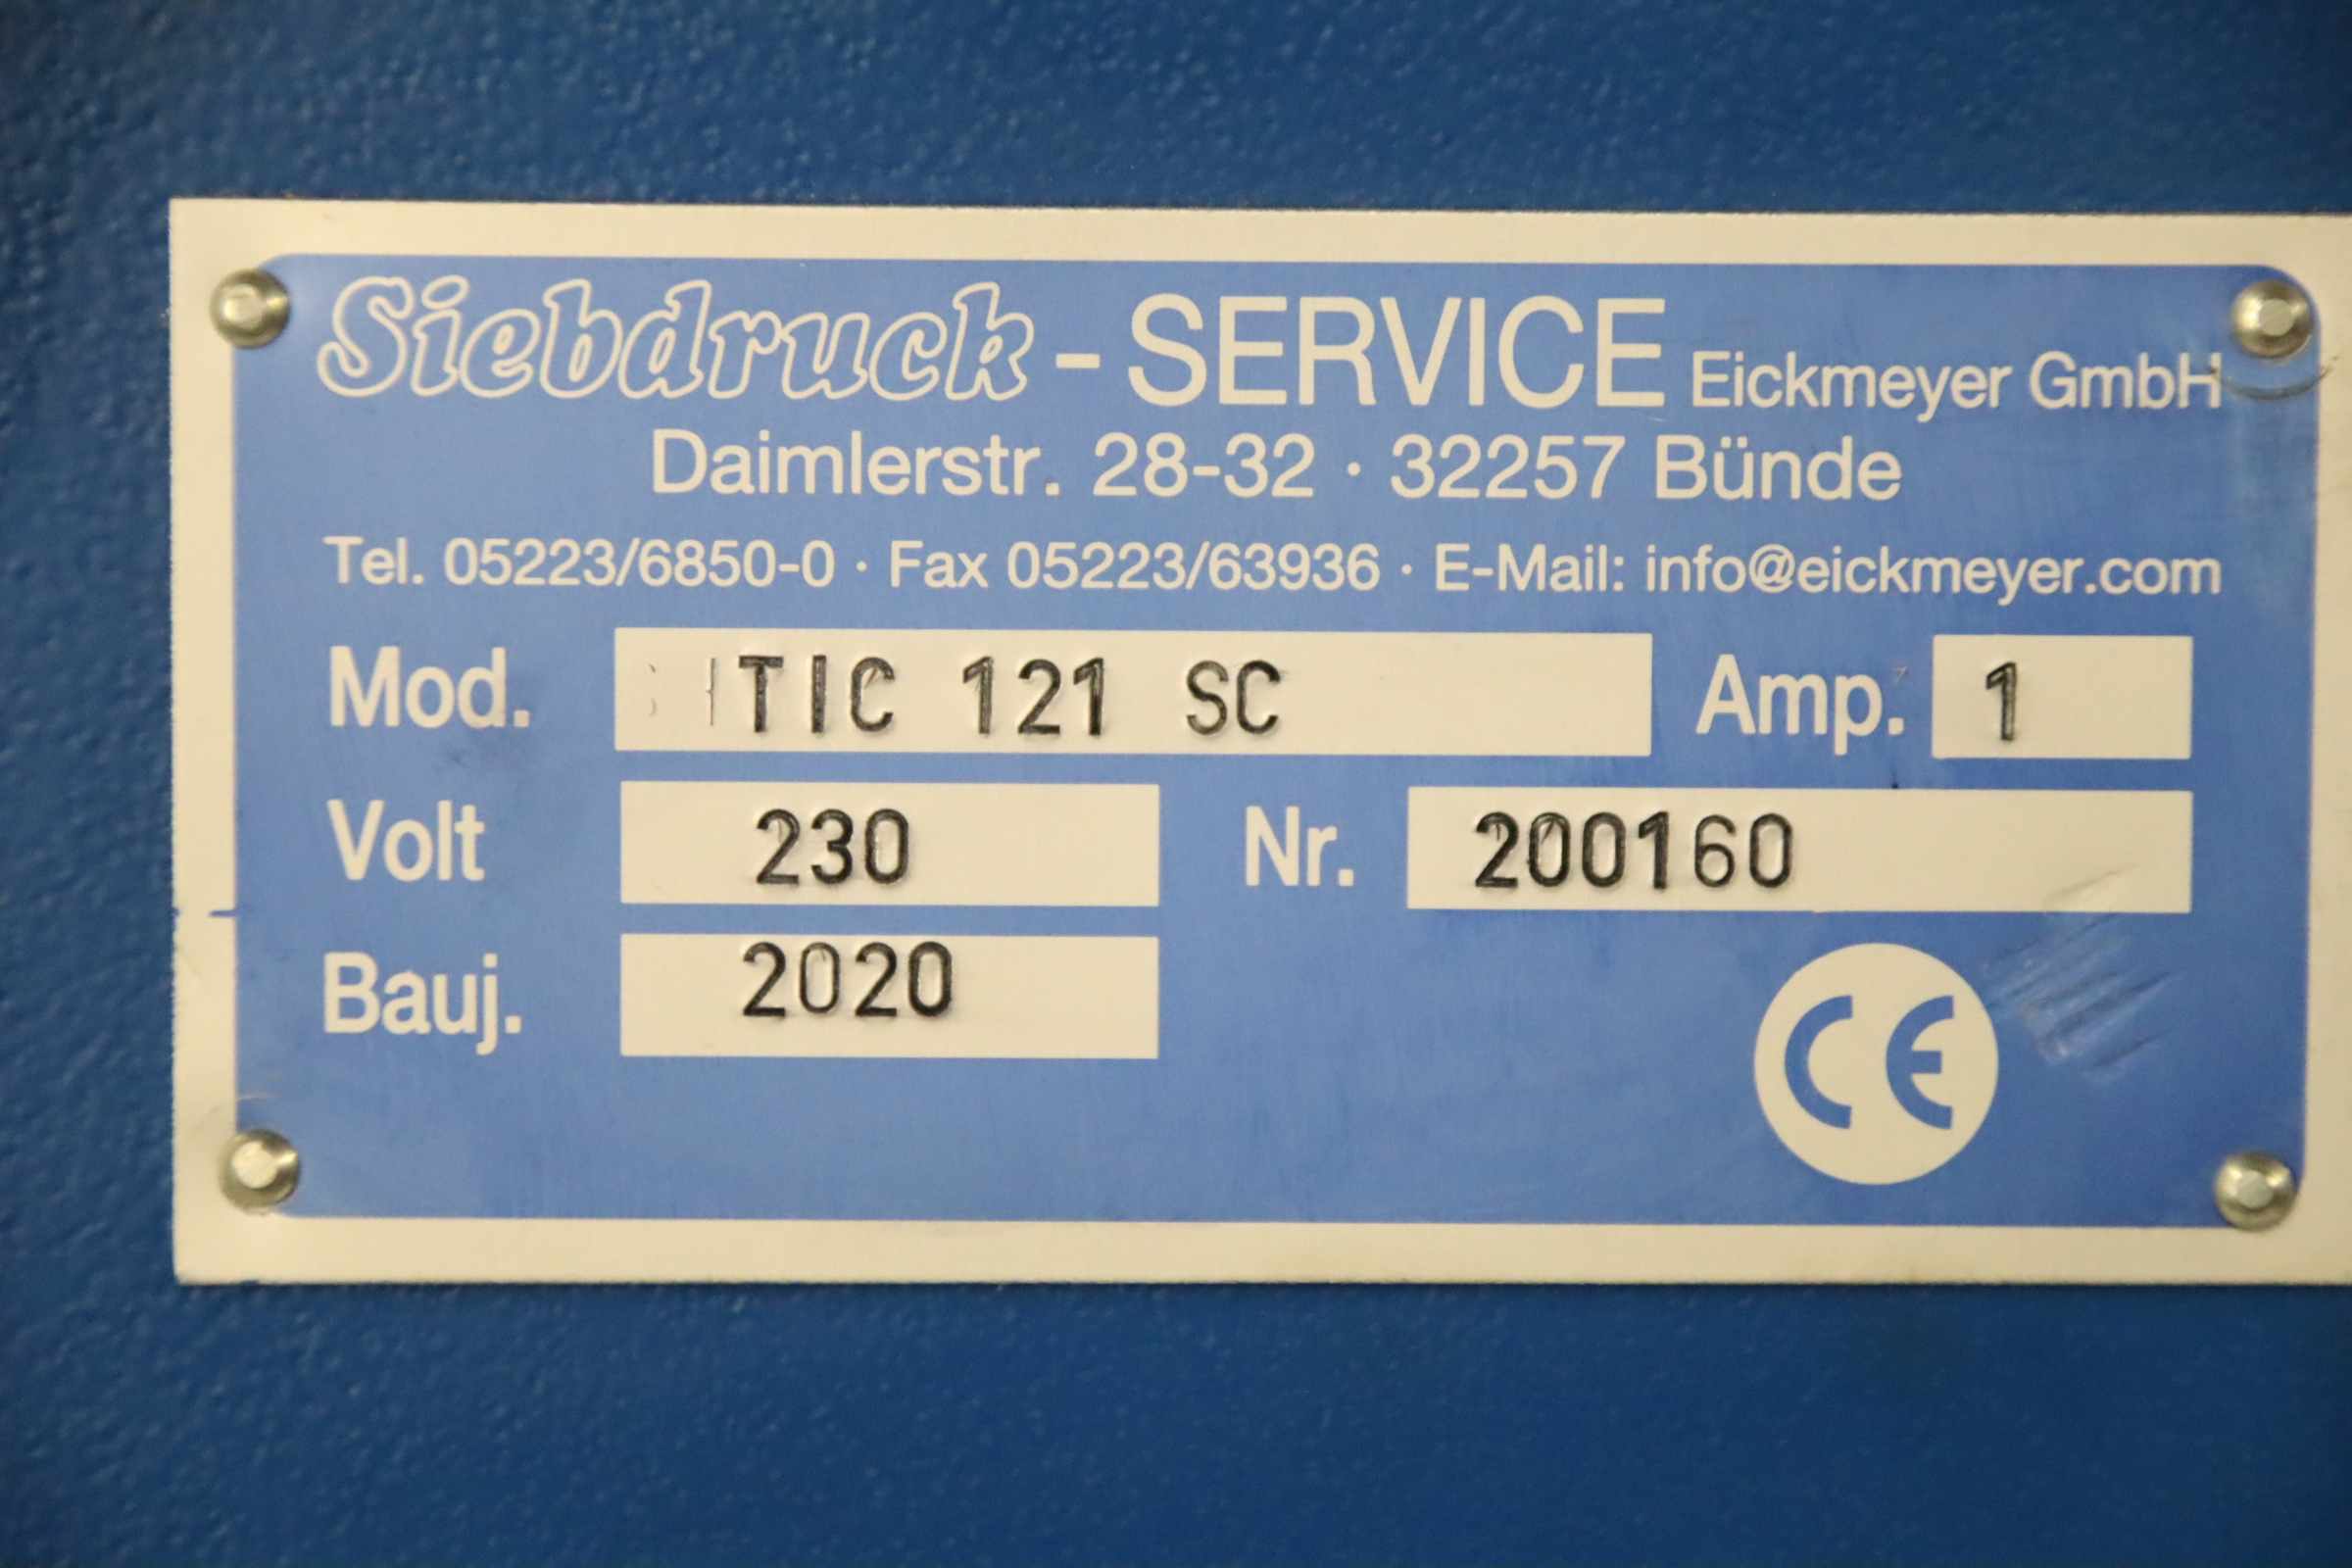 Siebdruck - SERVICE Eickmeyer GmbH
Daimlerstr. 28-32 · 32257 Bünde
Tel. 05223/6850-0 · Fax 05223/63936 · E-Mail: info@eickmeyer.com
Mod. TIC 121 SC Amp. 1
Volt 230 Nr. 200160
Bauj. 2020
CE